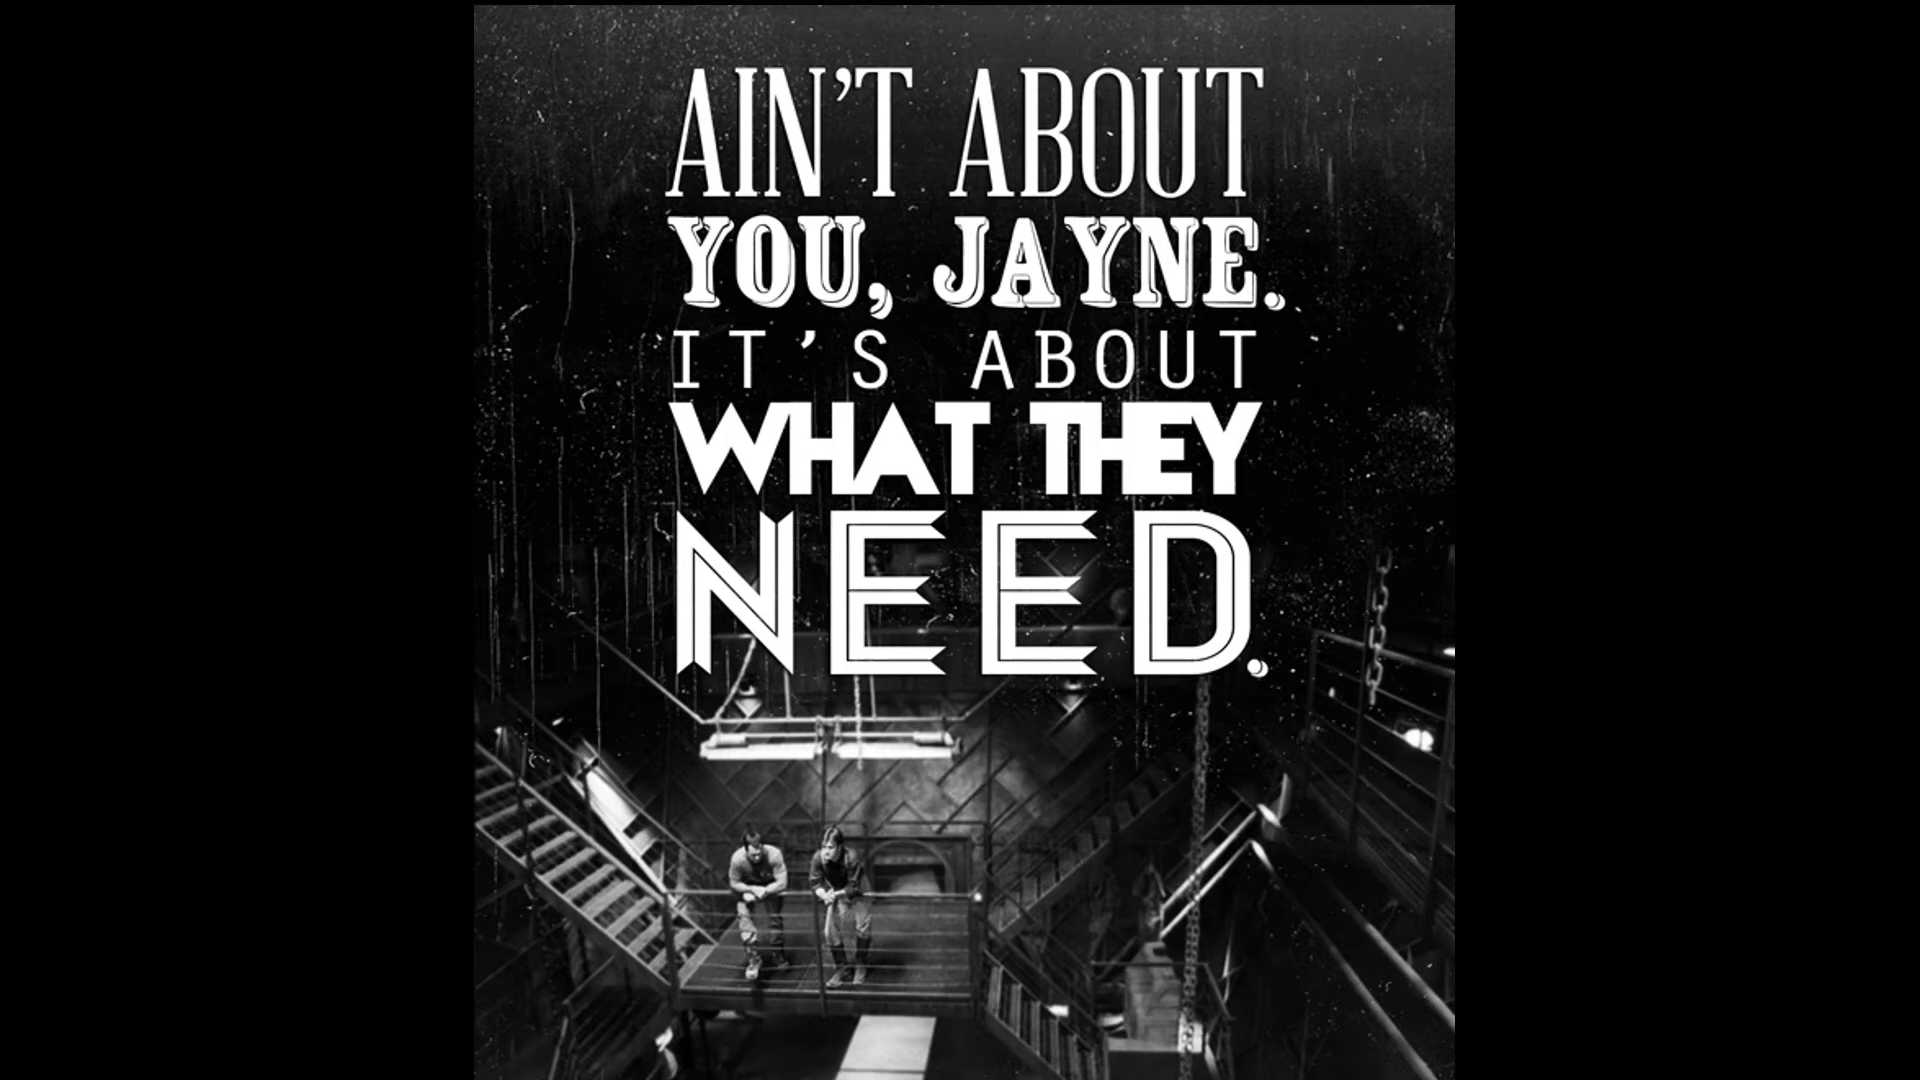 AIN'T ABOUT
YOU, JAYNE.
IT'S ABOUT
WHAT THEY
NEED.